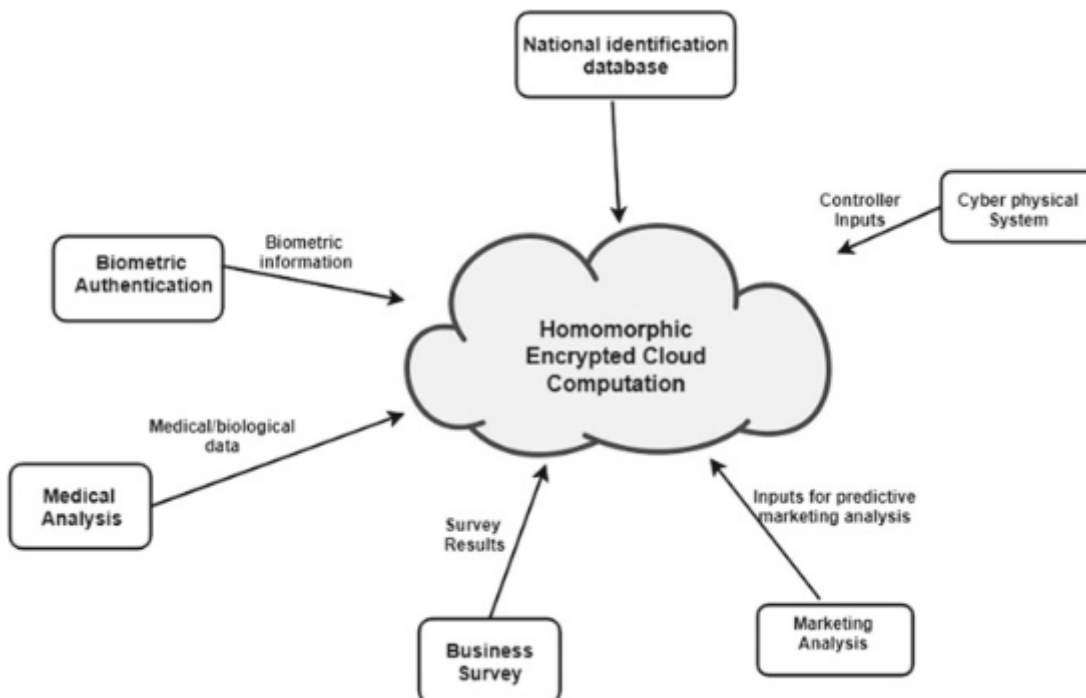 National identification
database
Controller
Inputs
Cyber physical
System
Biometric
information
Biometric
Authentication
Homomorphic
Encrypted Cloud
Computation
Medical/biological
data
Medical
Analysis
Survey
Results
Inputs for predictive
marketing analysis
Business
Survey
Marketing
Analysis